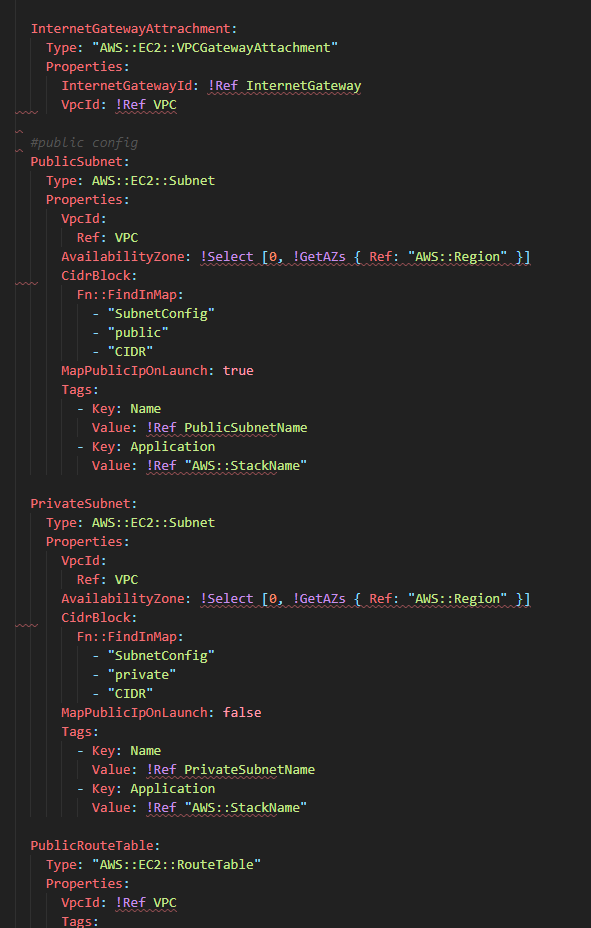 InternetGatewayAttrachment:
  Type: "AWS::EC2::VPCGatewayAttachment"
  Properties:
    InternetGatewayId: !Ref InternetGateway
    VpcId: !Ref VPC
#public config
PublicSubnet:
  Type: AWS::EC2::Subnet
  Properties:
    VpcId:
      Ref: VPC
    AvailabilityZone: !Select [0, !GetAZs { Ref: "AWS::Region" }]
    CidrBlock:
      Fn::FindInMap:
        - "SubnetConfig"
        - "public"
        - "CIDR"
    MapPublicIpOnLaunch: true
    Tags:
      - Key: Name
        Value: !Ref PublicSubnetName
      - Key: Application
        Value: !Ref "AWS::StackName"
PrivateSubnet:
  Type: AWS::EC2::Subnet
  Properties:
    VpcId:
      Ref: VPC
    AvailabilityZone: !Select [0, !GetAZs { Ref: "AWS::Region" }]
    CidrBlock:
      Fn::FindInMap:
        - "SubnetConfig"
        - "private"
        - "CIDR"
    MapPublicIpOnLaunch: false
    Tags:
      - Key: Name
        Value: !Ref PrivateSubnetName
      - Key: Application
        Value: !Ref "AWS::StackName"
PublicRouteTable:
  Type: "AWS::EC2::RouteTable"
  Properties:
    VpcId: !Ref VPC
    Tags: